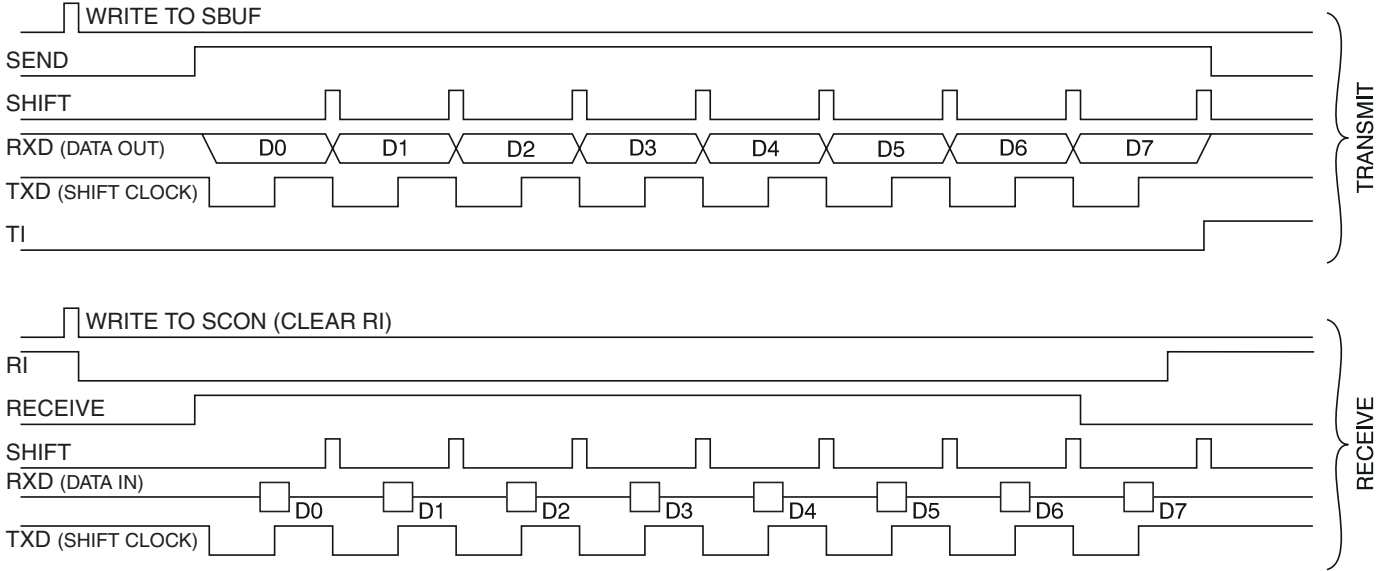 WRITE TO SBUF
SEND
SHIFT
RXD (DATA OUT) D0 D1 D2 D3 D4 D5 D6 D7
TXD (SHIFT CLOCK)
TI
TRANSMIT
WRITE TO SCON (CLEAR RI)
RI
RECEIVE
SHIFT
RXD (DATA IN)
D0 D1 D2 D3 D4 D5 D6 D7
TXD (SHIFT CLOCK)
RECEIVE